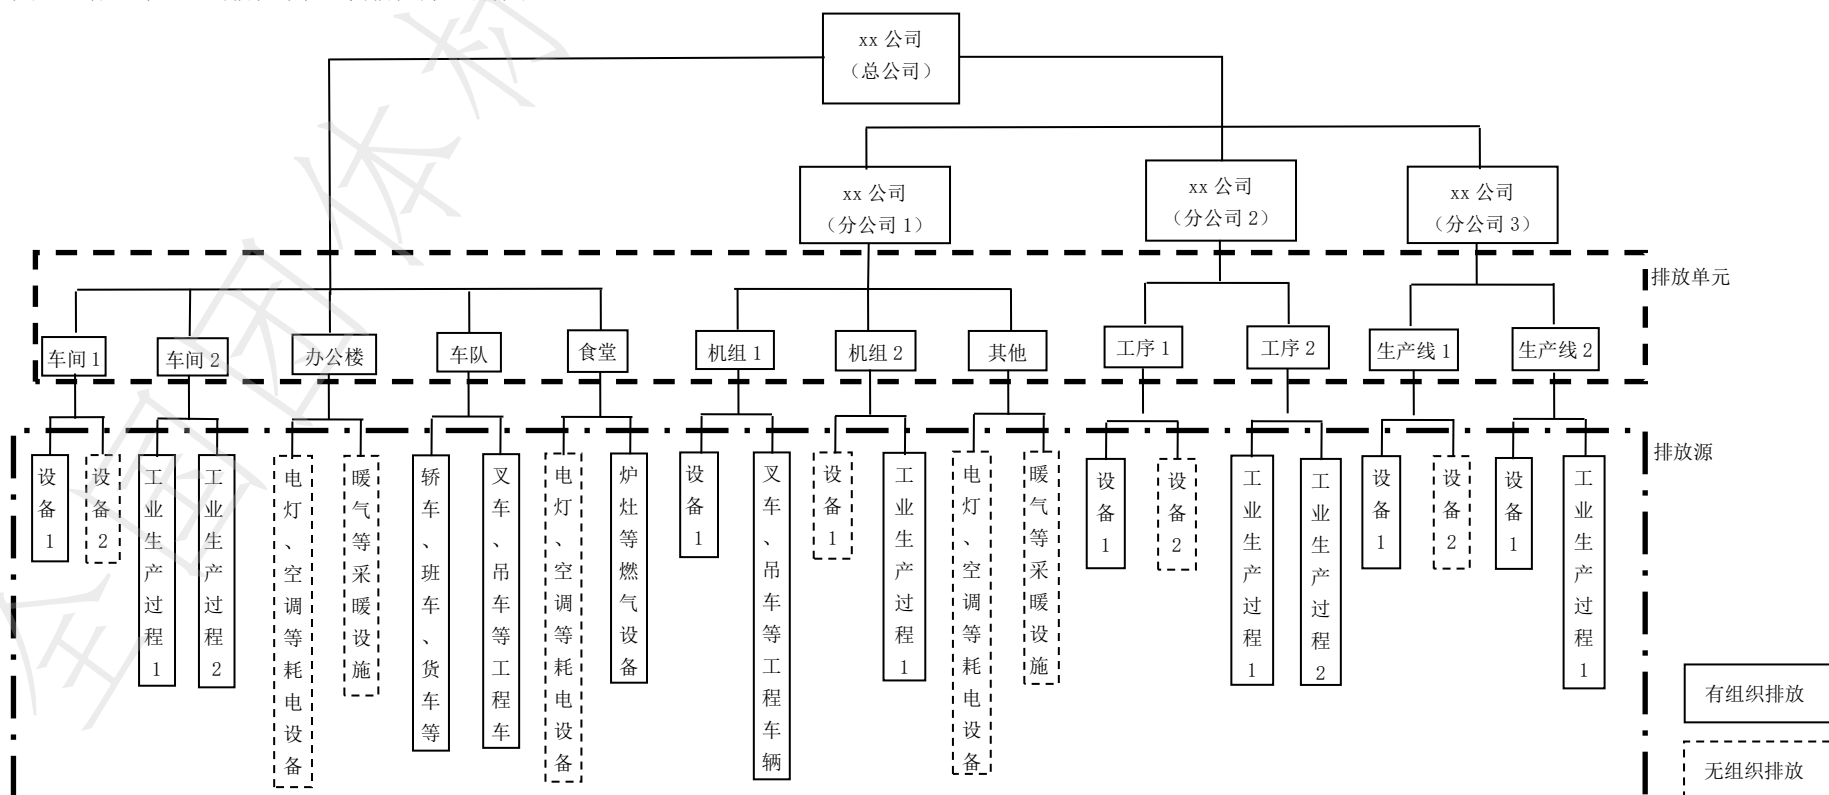 xx 公司
（总公司）
xx 公司
（分公司 1）
xx 公司
（分公司 2）
xx 公司
（分公司 3）
排放单元
车间 1
车间 2
办公楼
车队
食堂
机组 1
机组 2
其他
工序 1
工序 2
生产线 1
生产线 2
排放源
设备1
设备2
工业生产过程1
工业生产过程2
电灯、空调等耗电设备
暖气等采暖设施
轿车、班车、货车等
叉车、吊车等工程车
电灯、空调等耗电设备
炉灶等燃气设备
设备1
叉车、吊车等工程车辆
设备1
工业生产过程1
电灯、空调等耗电设备
暖气等采暖设施
设备1
设备2
工业生产过程1
工业生产过程2
设备1
设备2
设备1
工业生产过程1
有组织排放
无组织排放
全国团体标